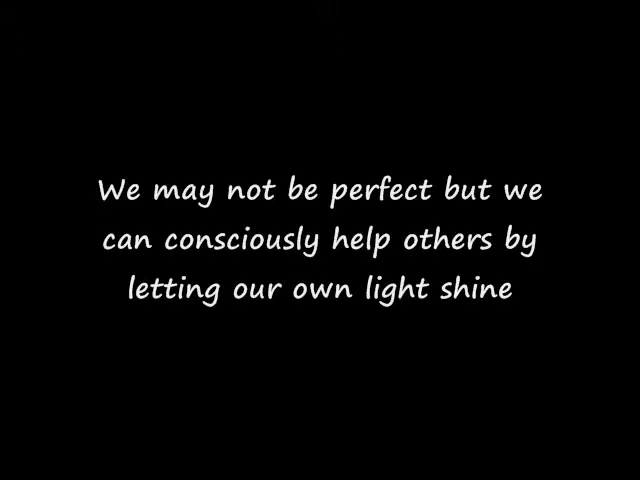 We may not be perfect but we
can consciously help others by
letting our own light shine